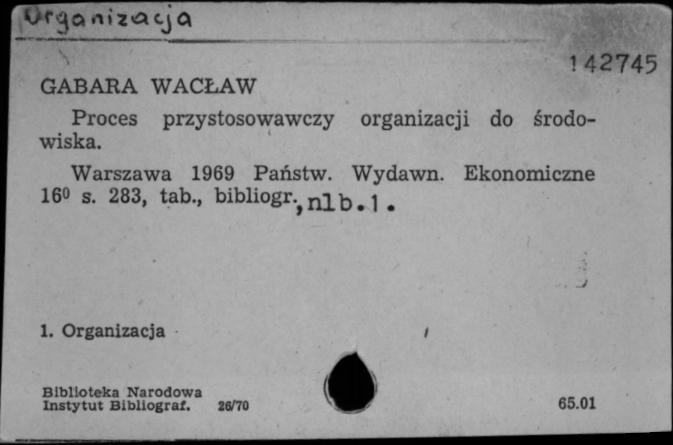 Organizacja
142745
GABARA WACŁAW
Proces przystosowawczy organizacji do środo-
wiska.
Warszawa 1969 Państw. Wydawn. Ekonomiczne
16⁰ s. 283, tab., bibliogr., nlb. 1.
1. Organizacja
Biblioteka Narodowa
Instytut Bibliograf. 26/70
65.01